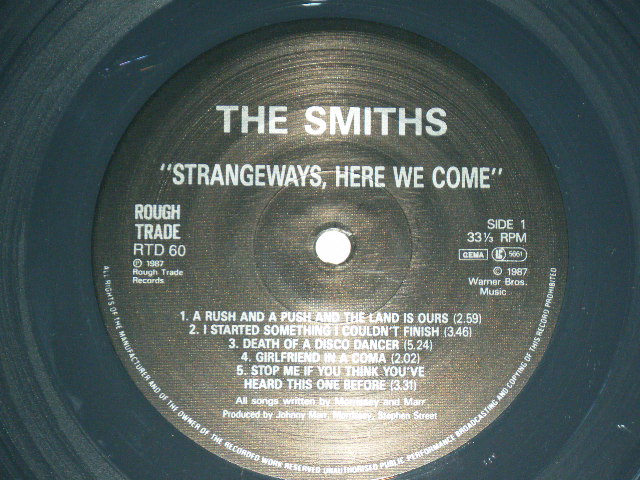 THE SMITHS
"STRANGEWAYS, HERE WE COME"
ROUGH
TRADE
RTD 60
℗ 1987
Rough Trade
Records
SIDE 1
33⅓ RPM
GEMA LC 5661
© 1987
Warner Bros.
Music
1. A RUSH AND A PUSH AND THE LAND IS OURS (2.59)
2. I STARTED SOMETHING I COULDN'T FINISH (3.46)
3. DEATH OF A DISCO DANCER (5.24)
4. GIRLFRIEND IN A COMA (2.02)
5. STOP ME IF YOU THINK YOU'VE
HEARD THIS ONE BEFORE (3.31)
All songs written by Morrissey and Marr
Produced by Johnny Marr, Morrissey, Stephen Street
ALL RIGHTS OF THE MANUFACTURER AND OF THE OWNER OF THE RECORDED WORK RESERVED UNAUTHORISED PUBLIC PERFORMANCE BROADCASTING AND COPYING OF THIS RECORD PROHIBITED